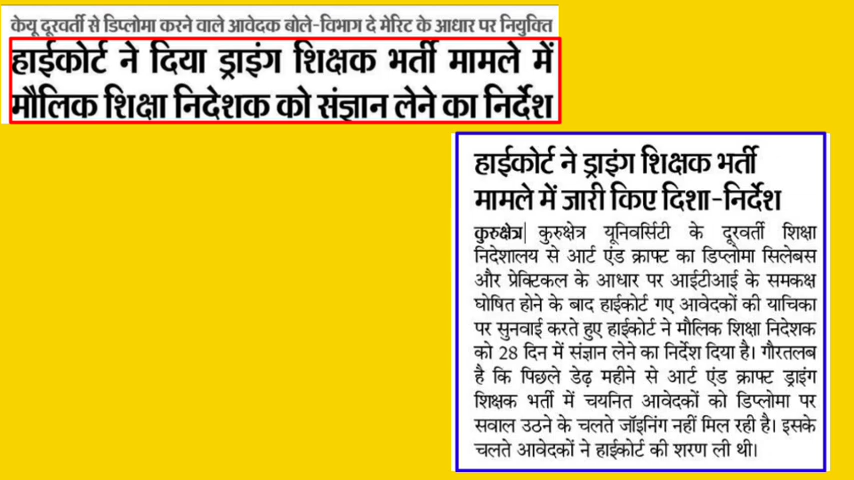 केयू दूरवर्ती से डिप्लोमा करने वाले आवेदक बोले-विभाग दे मेरिट के आधार पर नियुक्ति
हाईकोर्ट ने दिया ड्राइंग शिक्षक भर्ती मामले में
मौलिक शिक्षा निदेशक को संज्ञान लेने का निर्देश
हाईकोर्ट ने ड्राइंग शिक्षक भर्ती
मामले में जारी किए दिशा-निर्देश
कुरुक्षेत्र| कुरुक्षेत्र यूनिवर्सिटी के दूरवर्ती शिक्षा
निदेशालय से आर्ट एंड क्राफ्ट का डिप्लोमा सिलेबस
और प्रेक्टिकल के आधार पर आईटीआई के समकक्ष
घोषित होने के बाद हाईकोर्ट गए आवेदकों की याचिका
पर सुनवाई करते हुए हाईकोर्ट ने मौलिक शिक्षा निदेशक
को 28 दिन में संज्ञान लेने का निर्देश दिया है। गौरतलब
है कि पिछले डेढ़ महीने से आर्ट एंड क्राफ्ट ड्राइंग
शिक्षक भर्ती में चयनित आवेदकों को डिप्लोमा पर
सवाल उठने के चलते जॉइनिंग नहीं मिल रही है। इसके
चलते आवेदकों ने हाईकोर्ट की शरण ली थी।